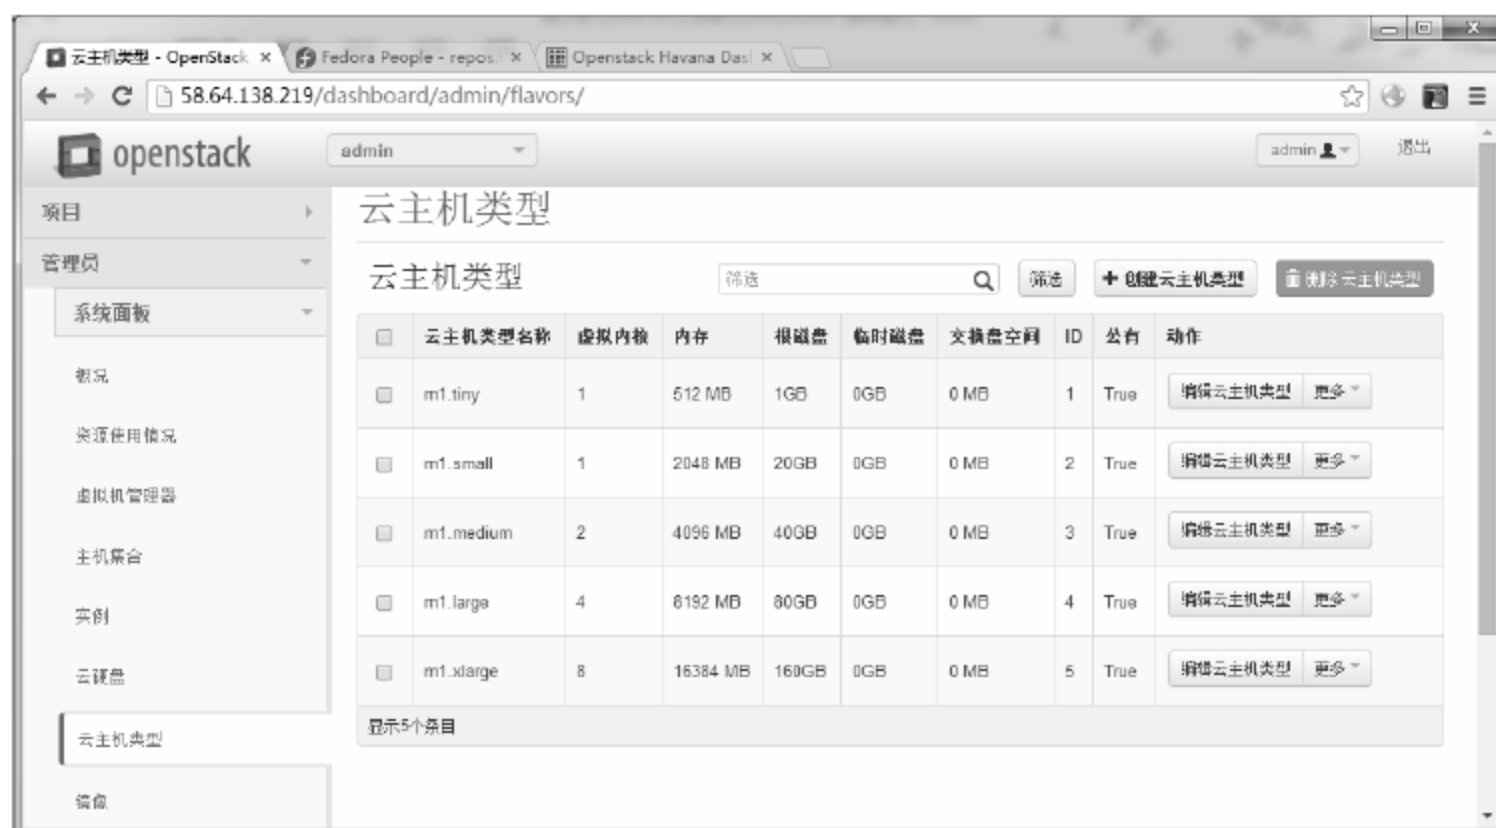 云主机类型 - OpenStack × Fedora People - repos. × Openstack Havana Das ×
58.64.138.219/dashboard/admin/flavors/
openstack admin admin 退出
项目
管理员
系统面板
概况
资源使用情况
虚拟机管理器
主机集合
实例
云硬盘
云主机类型
镜像
云主机类型
云主机类型 筛选 筛选 + 创建云主机类型 删除云主机类型
云主机类型名称 虚拟内核 内存 根磁盘 临时磁盘 交换盘空间 ID 公有 动作
m1.tiny 1 512 MB 1GB 0GB 0 MB 1 True 编辑云主机类型 更多
m1.small 1 2048 MB 20GB 0GB 0 MB 2 True 编辑云主机类型 更多
m1.medium 2 4096 MB 40GB 0GB 0 MB 3 True 编辑云主机类型 更多
m1.large 4 8192 MB 80GB 0GB 0 MB 4 True 编辑云主机类型 更多
m1.xlarge 8 16384 MB 160GB 0GB 0 MB 5 True 编辑云主机类型 更多
显示5个条目